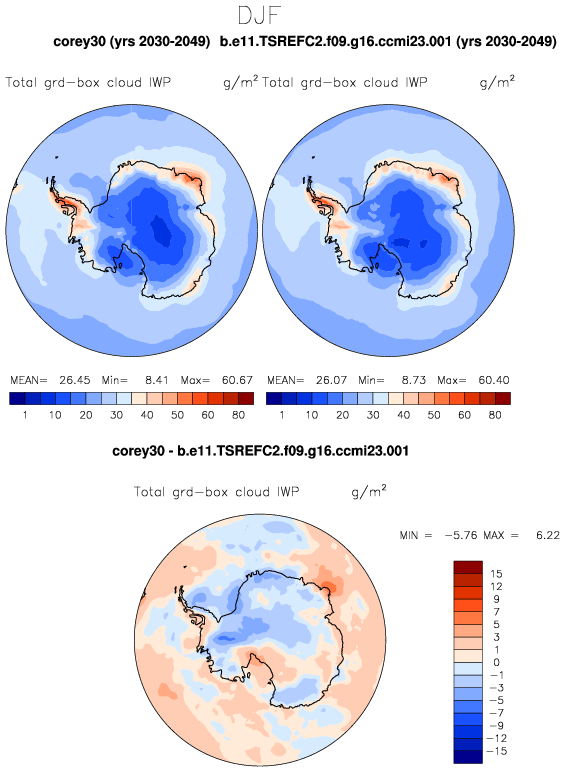 DJF
corey30 (yrs 2030-2049) b.e11.TSREFC2.f09.g16.ccmi23.001 (yrs 2030-2049)
Total grd-box cloud IWP g/m² Total grd-box cloud IWP g/m²
MEAN= 26.45 Min= 8.41 Max= 60.67 MEAN= 26.07 Min= 8.73 Max= 60.40
1 10 20 30 40 50 60 80 1 10 20 30 40 50 60 80
corey30 - b.e11.TSREFC2.f09.g16.ccmi23.001
Total grd-box cloud IWP g/m²
MIN = -5.76 MAX = 6.22
15
12
9
7
5
3
1
0
-1
-3
-5
-7
-9
-12
-15